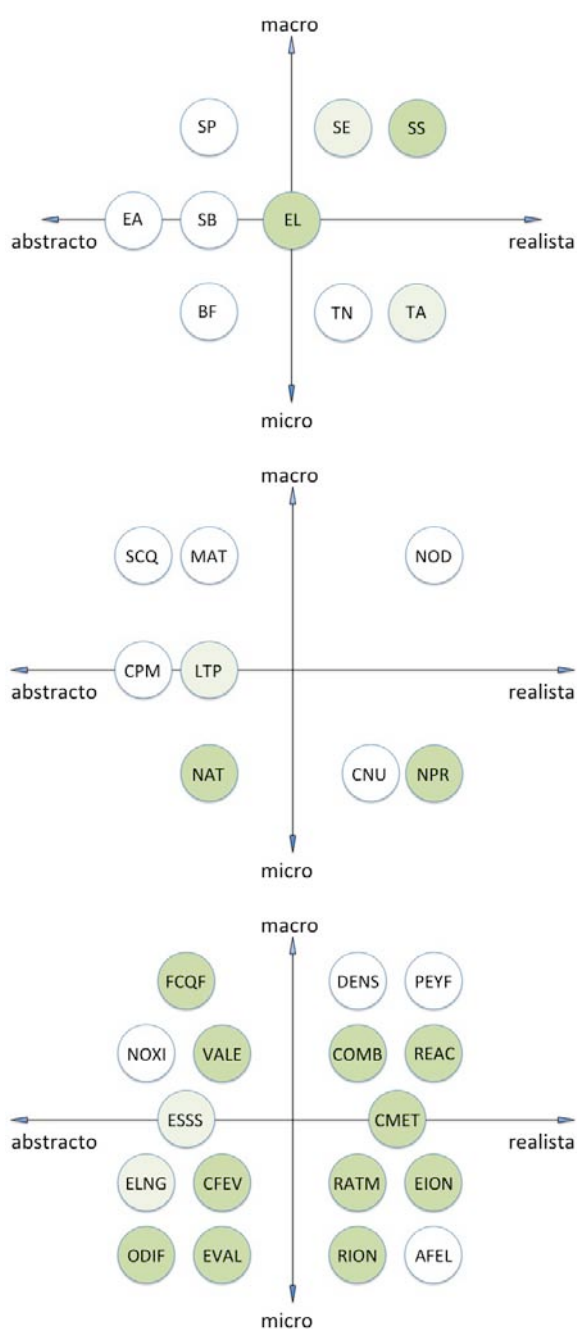 macro
SP SE SS
EA SB EL
abstracto realista
BF TN TA
micro
macro
SCQ MAT NOD
CPM LTP
abstracto realista
NAT CNU NPR
micro
macro
FCQF DENS PEYF
NOXI VALE COMB REAC
ESSS CMET
abstracto realista
ELNG CFEV RATM EION
ODIF EVAL RION AFEL
micro